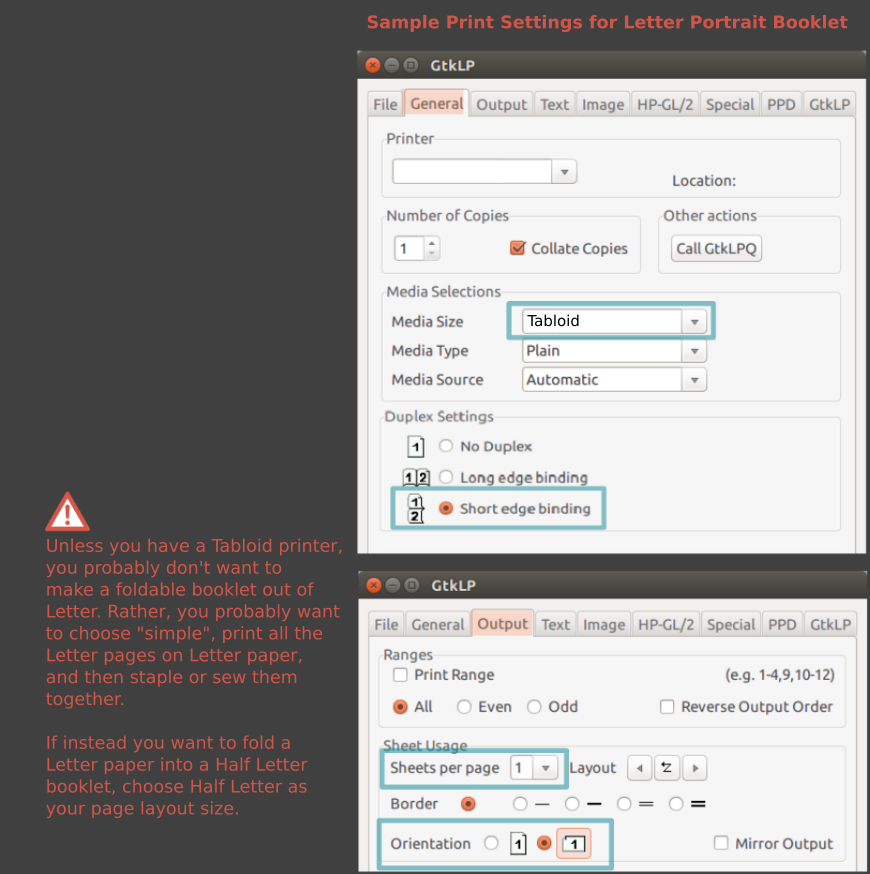 Sample Print Settings for Letter Portrait Booklet
GtkLP
File General Output Text Image HP-GL/2 Special PPD GtkLP
Printer
Location:
Number of Copies
Other actions
1 Collate Copies Call GtkLPQ
Media Selections
Media Size Tabloid
Media Type Plain
Media Source Automatic
Duplex Settings
1 No Duplex
1 2 Long edge binding
1
2
Short edge binding
Unless you have a Tabloid printer,
you probably don't want to
make a foldable booklet out of
Letter. Rather, you probably want
to choose "simple", print all the
Letter pages on Letter paper,
and then staple or sew them
together.
If instead you want to fold a
Letter paper into a Half Letter
booklet, choose Half Letter as
your page layout size.
GtkLP
File General Output Text Image HP-GL/2 Special PPD GtkLP
Ranges
Print Range (e.g. 1-4,9,10-12)
All Even Odd Reverse Output Order
Sheet Usage
Sheets per page 1 Layout
Border
Orientation 1 1 Mirror Output